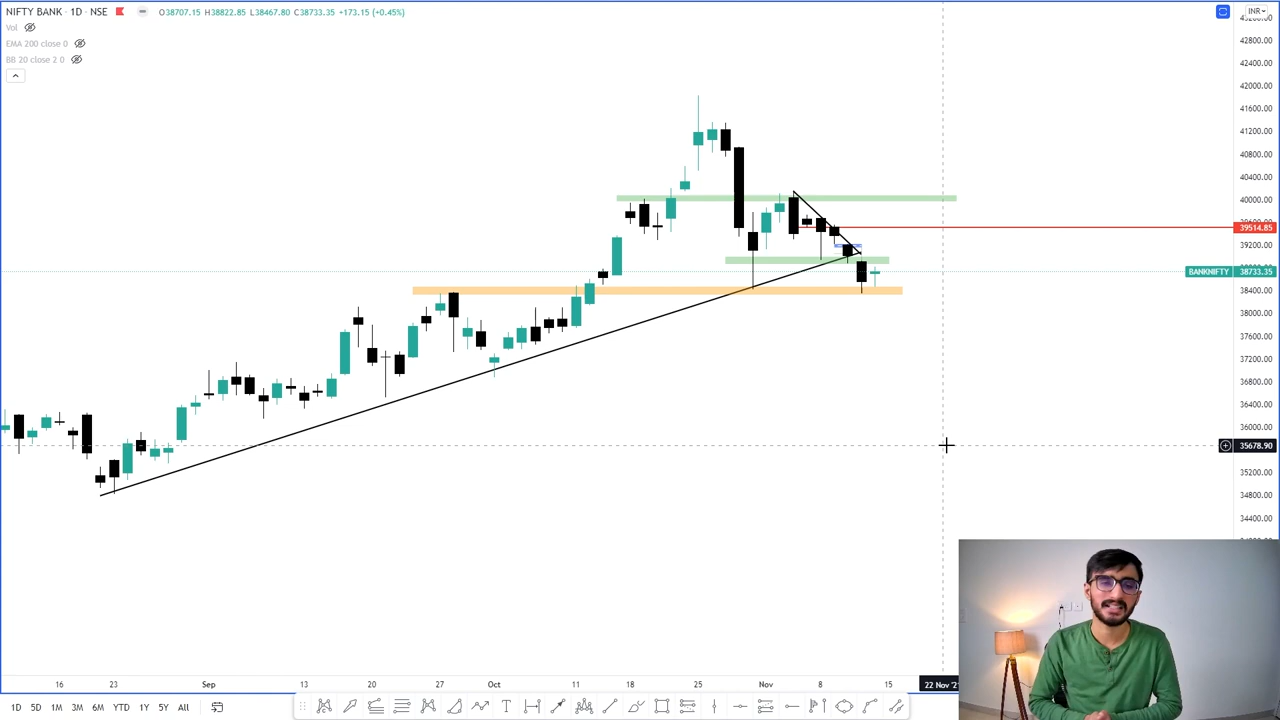 NIFTY BANK · 1D · NSE O38707.15 H38822.85 L38467.80 C38733.35 +173.15 (+0.45%)
Vol
EMA 200 close 0
BB 20 close 2 0
INR
42800.00
42400.00
42000.00
41600.00
41200.00
40800.00
40400.00
40000.00
39514.85
39200.00
BANKNIFTY 38733.35
38400.00
38000.00
37600.00
37200.00
36800.00
36400.00
36000.00
35678.90
35200.00
34800.00
34400.00
16 23 Sep 13 20 27 Oct 11 18 25 Nov 8 15 22 Nov '21
1D 5D 1M 3M 6M YTD 1Y 5Y All